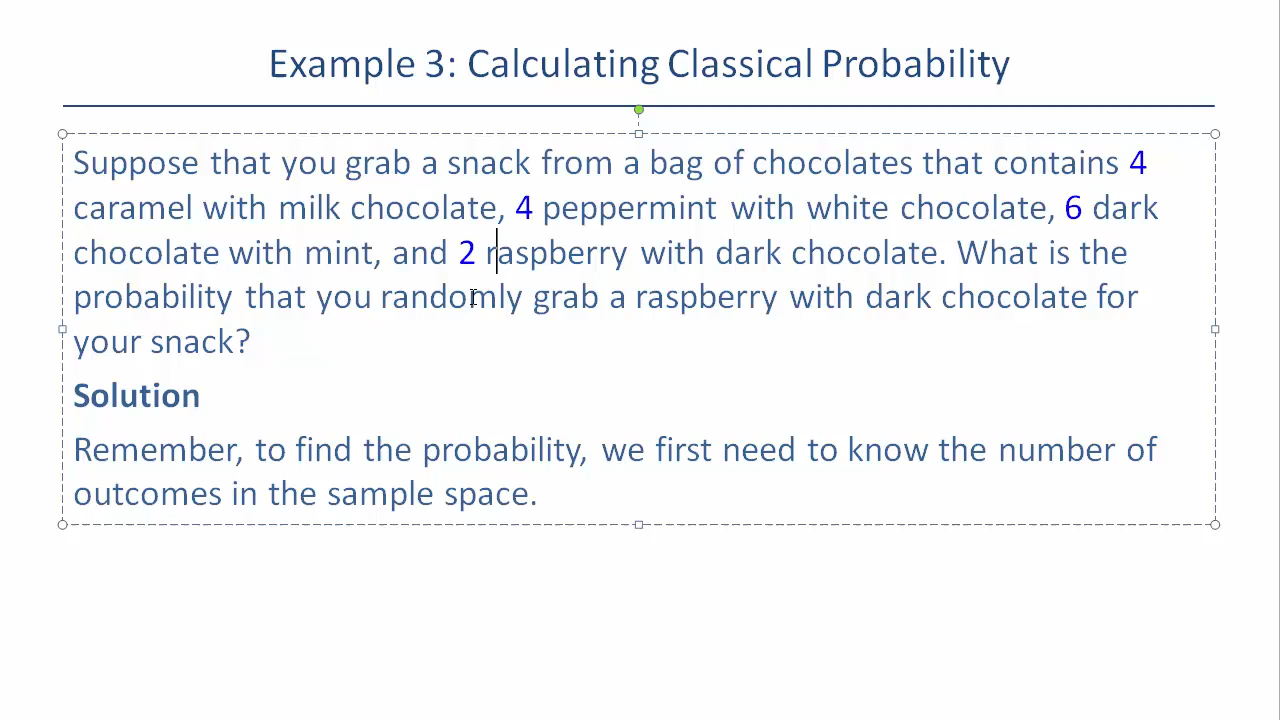 Example 3: Calculating Classical Probability
Suppose that you grab a snack from a bag of chocolates that contains 4
caramel with milk chocolate, 4 peppermint with white chocolate, 6 dark
chocolate with mint, and 2 raspberry with dark chocolate. What is the
probability that you randomly grab a raspberry with dark chocolate for
your snack?
Solution
Remember, to find the probability, we first need to know the number of
outcomes in the sample space.